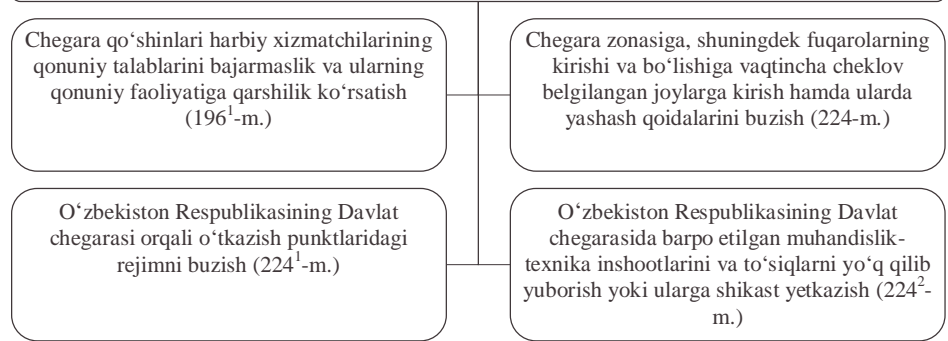 Chegara qo‘shinlari harbiy xizmatchilarining
qonuniy talablarini bajarmaslik va ularning
qonuniy faoliyatiga qarshilik ko‘rsatish
(196¹-m.)
Chegara zonasiga, shuningdek fuqarolarning
kirishi va bo‘lishiga vaqtincha cheklov
belgilangan joylarga kirish hamda ularda
yashash qoidalarini buzish (224-m.)
O‘zbekiston Respublikasining Davlat
chegarasi orqali o‘tkazish punktlaridagi
rejimni buzish (224¹-m.)
O‘zbekiston Respublikasining Davlat
chegarasida barpo etilgan muhandislik-
texnika inshootlarini va to‘siqlarni yo‘q qilib
yuborish yoki ularga shikast yetkazish (224²-
m.)